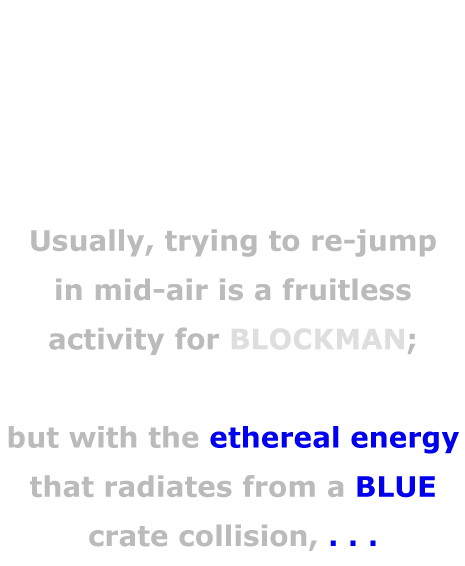 Usually, trying to re-jump
in mid-air is a fruitless
activity for BLOCKMAN;
but with the ethereal energy
that radiates from a BLUE
crate collision, . . .